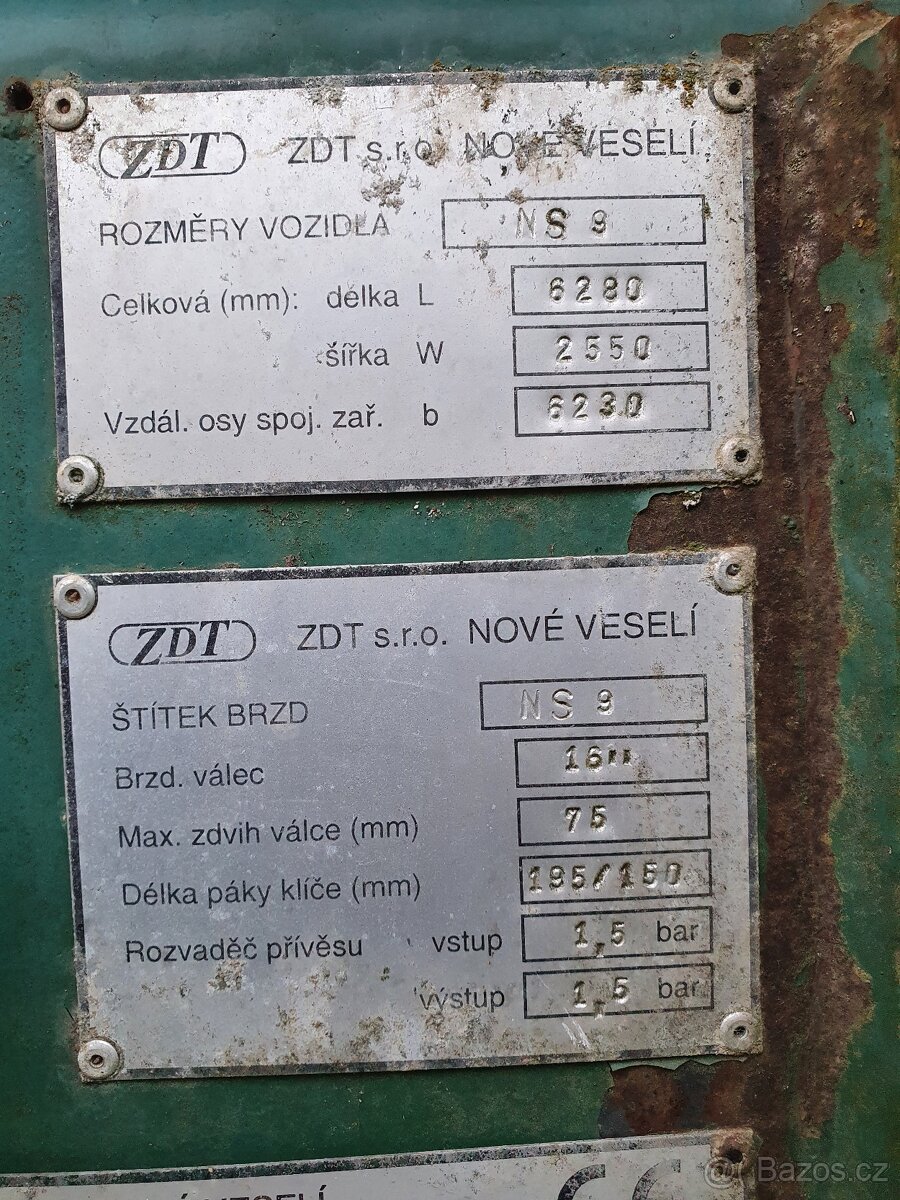 ZDT ZDT s.r.o. NOVÉ VESELÍ
ROZMĚRY VOZIDLA NS 9
Celková (mm): délka L 6280
šířka W 2550
Vzdál. osy spoj. zař. b 6230
ZDT ZDT s.r.o. NOVÉ VESELÍ
ŠTÍTEK BRZD NS 9
Brzd. válec 16"
Max. zdvih válce (mm) 75
Délka páky klíče (mm) 195/150
Rozvaděč přívěsu vstup 1,5 bar
výstup 1,5 bar
CE
Bazos.cz